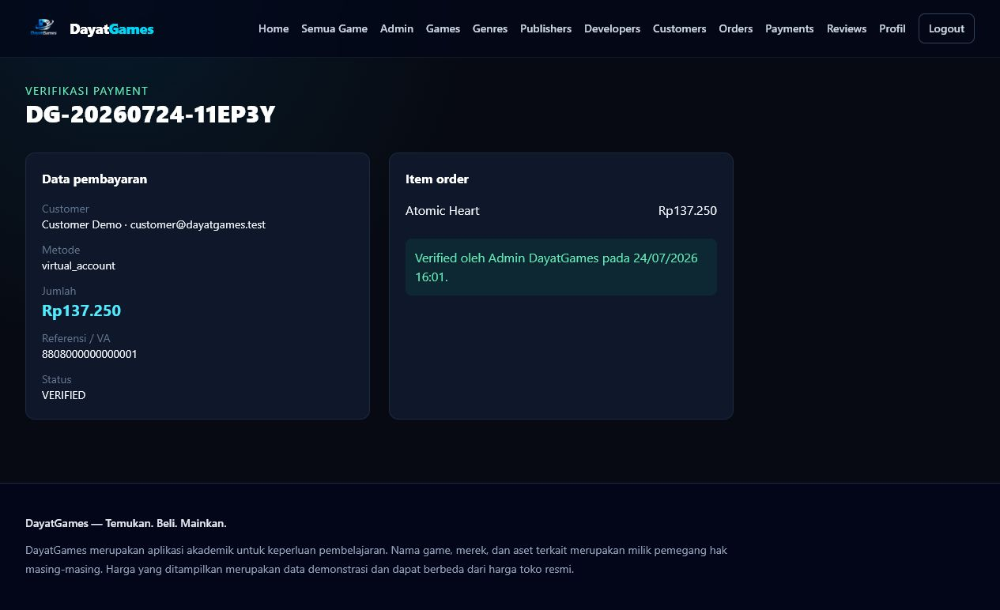 DayatGames
DayatGames
Home Semua Game Admin Games Genres Publishers Developers Customers Orders Payments Reviews Profil Logout
VERIFIKASI PAYMENT
DG-20260724-11EP3Y
Data pembayaran
Customer
Customer Demo · customer@dayatgames.test
Metode
virtual_account
Jumlah
Rp137.250
Referensi / VA
8808000000000001
Status
VERIFIED
Item order
Atomic Heart Rp137.250
Verified oleh Admin DayatGames pada 24/07/2026
16:01.
DayatGames — Temukan. Beli. Mainkan.
DayatGames merupakan aplikasi akademik untuk keperluan pembelajaran. Nama game, merek, dan aset terkait merupakan milik pemegang hak
masing-masing. Harga yang ditampilkan merupakan data demonstrasi dan dapat berbeda dari harga toko resmi.